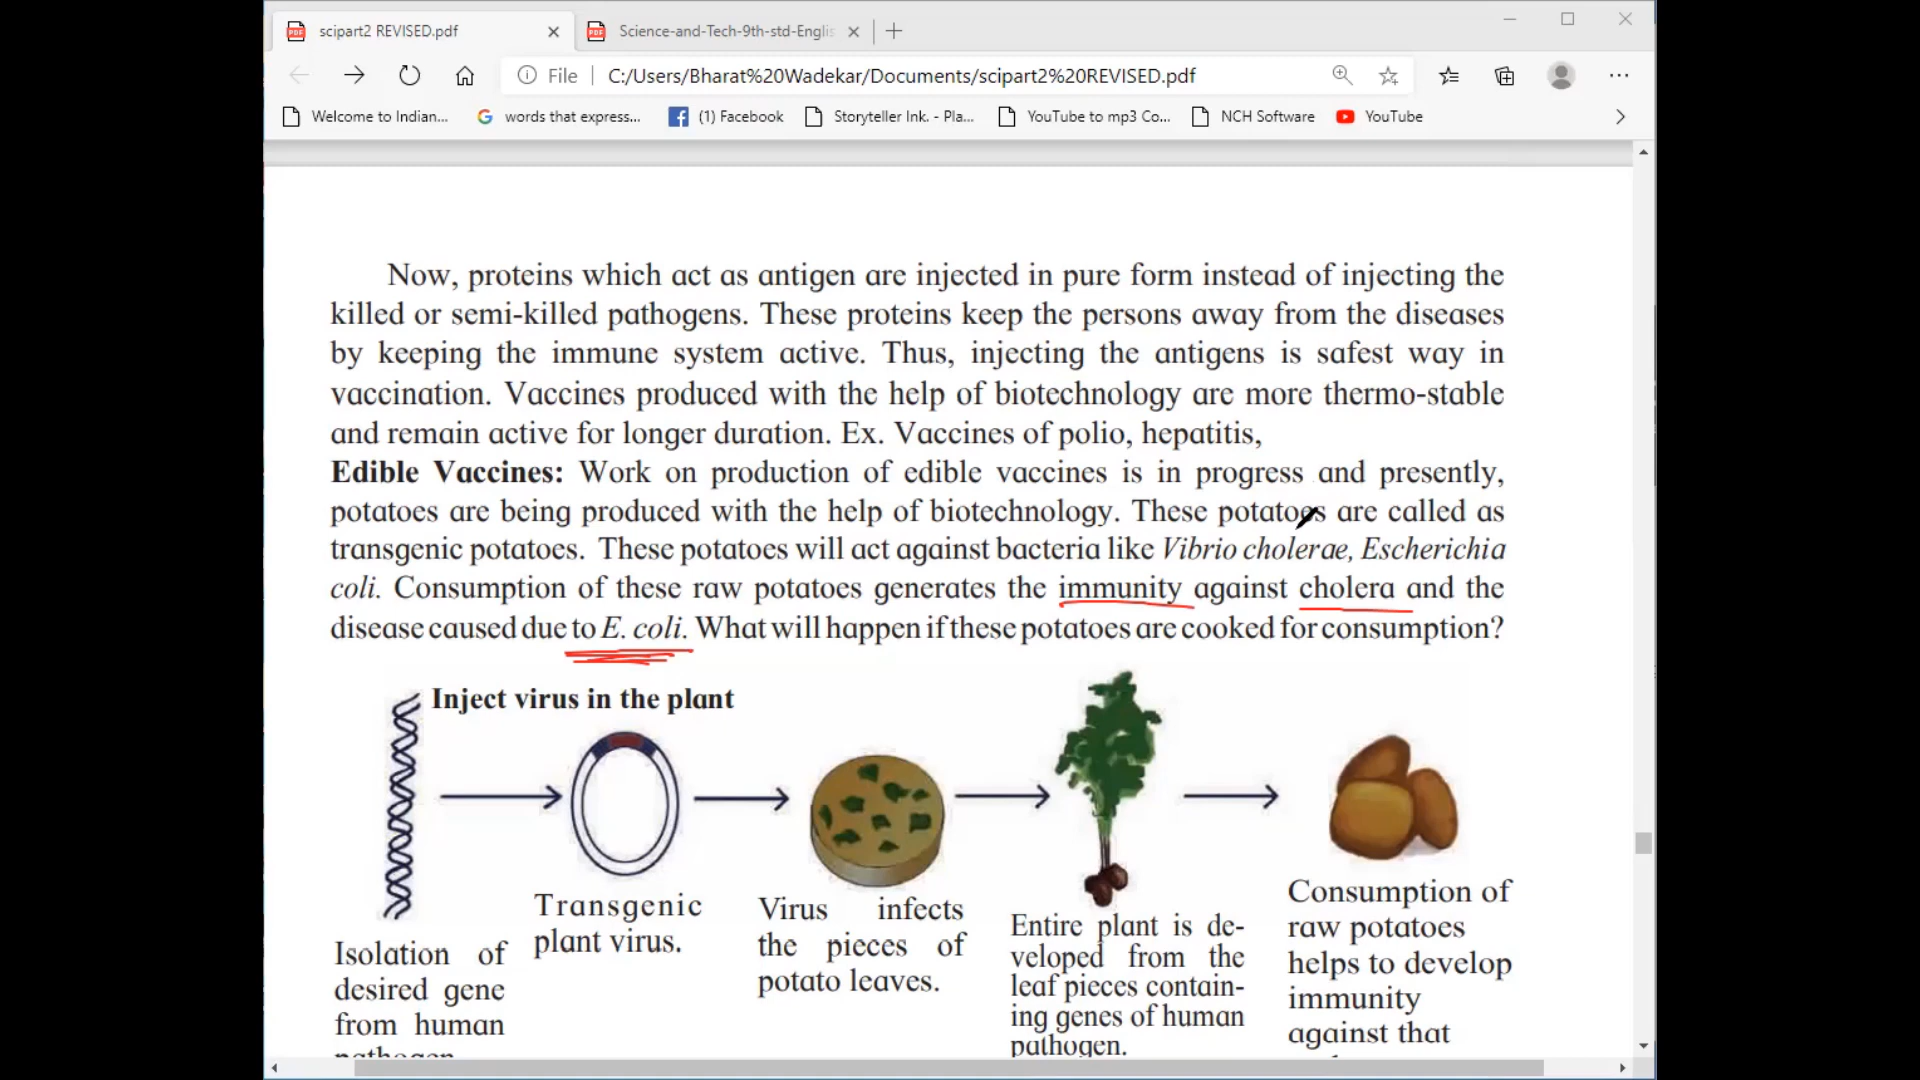 scipart2 REVISED.pdf
Science-and-Tech-9th-std-Englis
File
C:/Users/Bharat%20Wadekar/Documents/scipart2%20REVISED.pdf
Welcome to Indian...
words that express...
(1) Facebook
Storyteller Ink. - Pla...
YouTube to mp3 Co...
NCH Software
YouTube
Now, proteins which act as antigen are injected in pure form instead of injecting the
killed or semi-killed pathogens. These proteins keep the persons away from the diseases
by keeping the immune system active. Thus, injecting the antigens is safest way in
vaccination. Vaccines produced with the help of biotechnology are more thermo-stable
and remain active for longer duration. Ex. Vaccines of polio, hepatitis,
Edible Vaccines: Work on production of edible vaccines is in progress and presently,
potatoes are being produced with the help of biotechnology. These potatoes are called as
transgenic potatoes. These potatoes will act against bacteria like Vibrio cholerae, Escherichia
coli. Consumption of these raw potatoes generates the immunity against cholera and the
disease caused due to E. coli. What will happen if these potatoes are cooked for consumption?
Inject virus in the plant
Isolation of
desired gene
from human
pathogen
Transgenic
plant virus.
Virus infects
the pieces of
potato leaves.
Entire plant is de-
veloped from the
leaf pieces contain-
ing genes of human
pathogen.
Consumption of
raw potatoes
helps to develop
immunity
against that